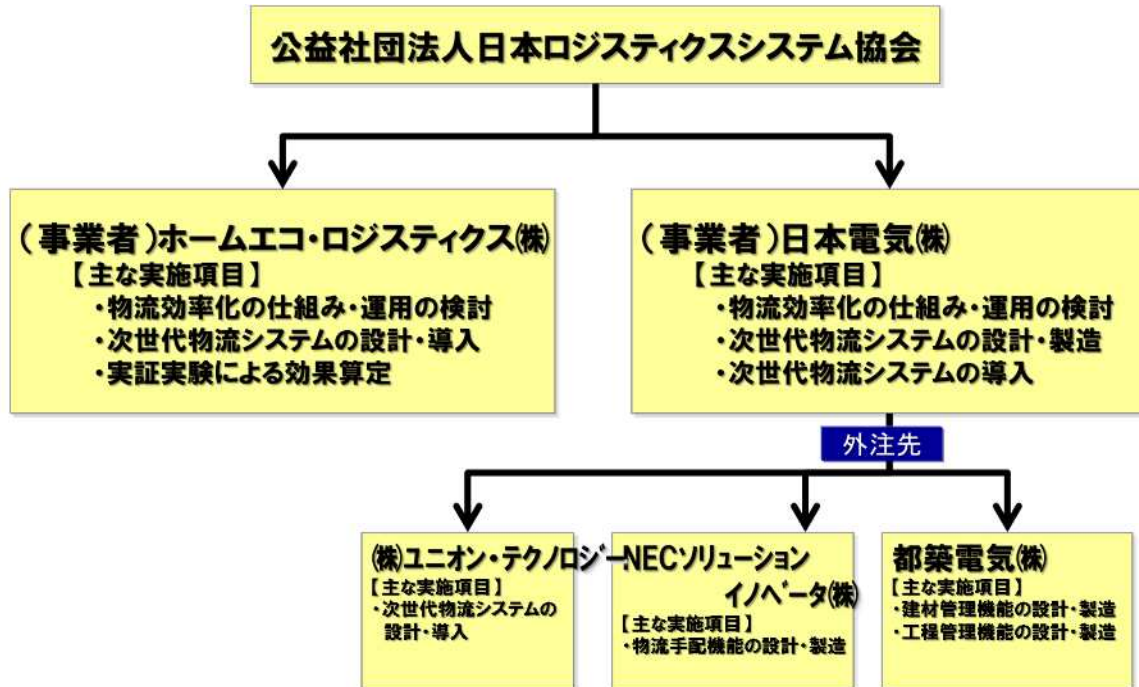 公益社団法人日本ロジスティクスシステム協会
(事業者)ホームエコ・ロジスティクス㈱
【主な実施項目】
・物流効率化の仕組み・運用の検討
・次世代物流システムの設計・導入
・実証実験による効果算定
(事業者)日本電気㈱
【主な実施項目】
・物流効率化の仕組み・運用の検討
・次世代物流システムの設計・製造
・次世代物流システムの導入
外注先
㈱ユニオン・テクノロジー
【主な実施項目】
・次世代物流システムの
設計・導入
NECソリューション
イノベータ㈱
【主な実施項目】
・物流手配機能の設計・製造
都築電気㈱
【主な実施項目】
・建材管理機能の設計・製造
・工程管理機能の設計・製造